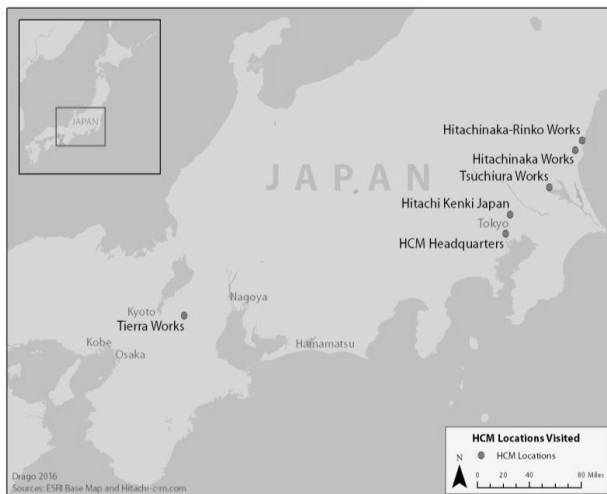 JAPAN
JAPAN
Hitachinaka-Rinko Works
Hitachinaka Works
Tsuchiura Works
Hitachi Kenki Japan
Tokyo
HCM Headquarters
Nagoya
Kyoto
Tierra Works
Kobe
Osaka
Hamamatsu
HCM Locations Visited
N
HCM Locations
0 20 40 80 Miles
Drago 2016
Sources: ESRI Base Map and Hitachi-c-m.com